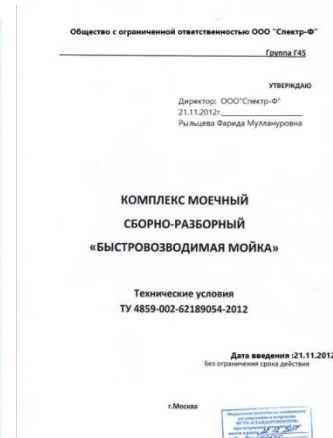 Общество с ограниченной ответственностью ООО "Спектр-Ф"
Группа Г45
УТВЕРЖДАЮ
Директор: ООО"Спектр-Ф"
21.11.2012г.
Рыльцева Фарида Муллануровна
КОМПЛЕКС МОЕЧНЫЙ
СБОРНО-РАЗБОРНЫЙ
«БЫСТРОВОЗВОДИМАЯ МОЙКА»
Технические условия
ТУ 4859-002-62189054-2012
Дата введения :21.11.2012
Без ограничения срока действия
г.Москва